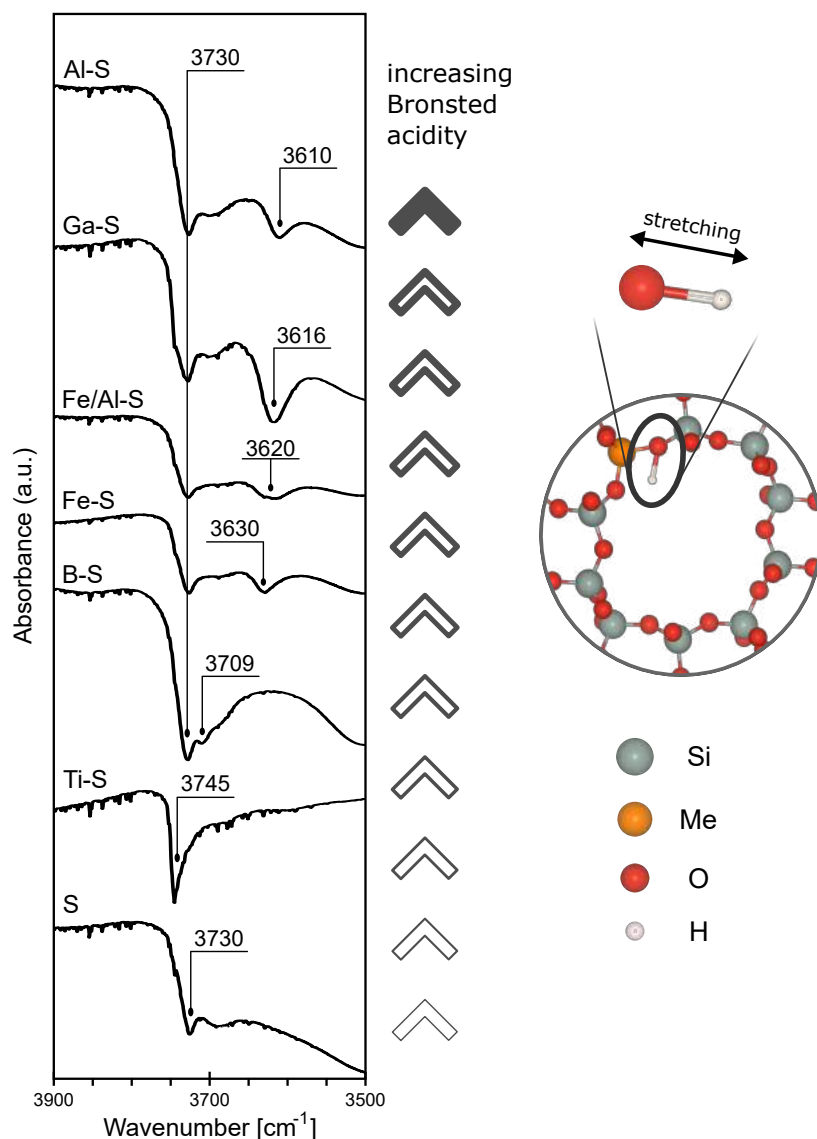 Al-S
3730
3610
Ga-S
3616
Fe/Al-S
3620
Fe-S
3630
B-S
3709
Ti-S
3745
S
3730
Absorbance (a.u.)
3900
3700
3500
Wavenumber [cm⁻¹]
increasing
Bronsted
acidity
stretching
Si
Me
O
H